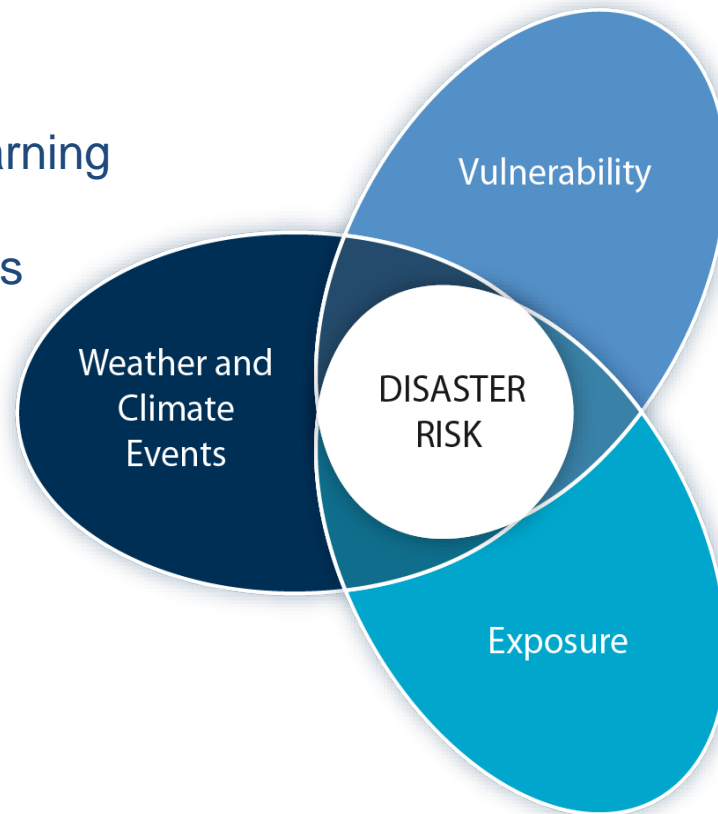 arning
s
Vulnerability
Weather and
Climate
Events
DISASTER
RISK
Exposure